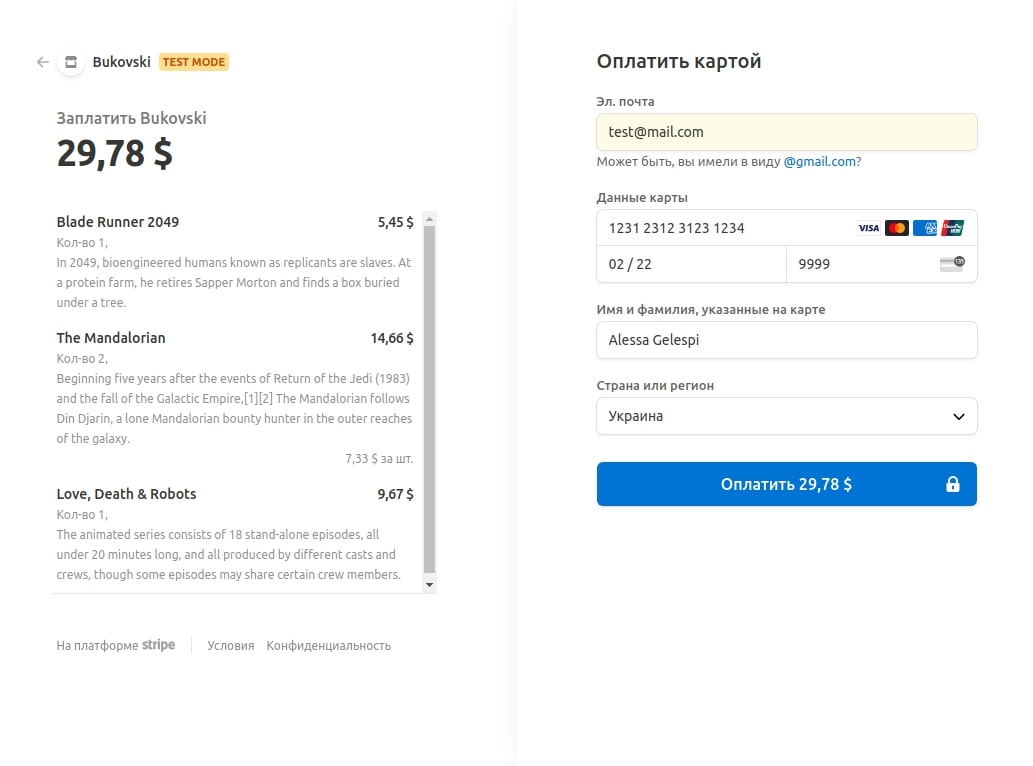 Bukovski TEST MODE
Заплатить Bukovski
29,78 $
Blade Runner 2049 5,45 $
Кол-во 1,
In 2049, bioengineered humans known as replicants are slaves. At
a protein farm, he retires Sapper Morton and finds a box buried
under a tree.
The Mandalorian 14,66 $
Кол-во 2,
Beginning five years after the events of Return of the Jedi (1983)
and the fall of the Galactic Empire,[1][2] The Mandalorian follows
Din Djarin, a lone Mandalorian bounty hunter in the outer reaches
of the galaxy.
7,33 $ за шт.
Love, Death & Robots 9,67 $
Кол-во 1,
The animated series consists of 18 stand-alone episodes, all
under 20 minutes long, and all produced by different casts and
crews, though some episodes may share certain crew members.
На платформе stripe Условия Конфиденциальность
Оплатить картой
Эл. почта
test@mail.com
Может быть, вы имели в виду @gmail.com?
Данные карты
1231 2312 3123 1234 VISA
02 / 22 9999 135
Имя и фамилия, указанные на карте
Alessa Gelespi
Страна или регион
Украина
Оплатить 29,78 $